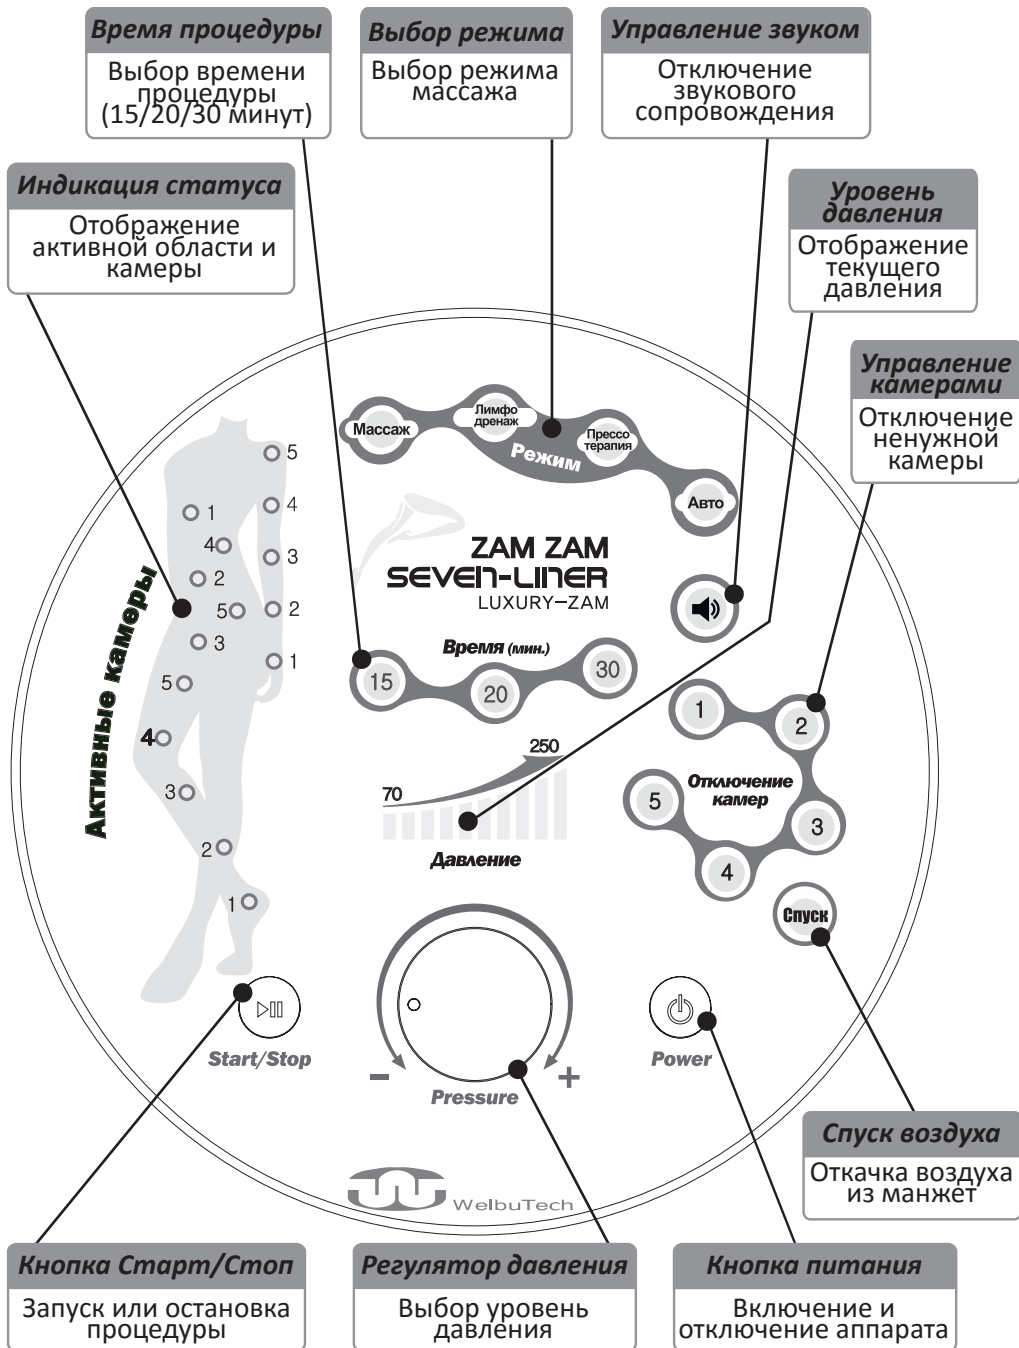 Время процедуры
Выбор времени
процедуры
(15/20/30 минут)
Выбор режима
Выбор режима
массажа
Управление звуком
Отключение
звукового
сопровождения
Индикация статуса
Отображение
активной области и
камеры
Уровень
давления
Отображение
текущего
давления
Управление
камерами
Отключение
ненужной
камеры
Массаж
Лимфо
дренаж
Режим
Прессо
терапия
Авто
Активные камеры
5
4
3
2
1
1
4
2
5
3
5
4
3
2
1
ZAM ZAM
SEVEN-LINER
LUXURY-ZAM
Время (мин.)
15
20
30
70
250
Давление
1
2
Отключение
камер
3
4
5
Спуск
Start/Stop
- +
Pressure
Power
WelbuTech
Спуск воздуха
Откачка воздуха
из манжет
Кнопка Старт/Стоп
Запуск или остановка
процедуры
Регулятор давления
Выбор уровень
давления
Кнопка питания
Включение и
отключение аппарата